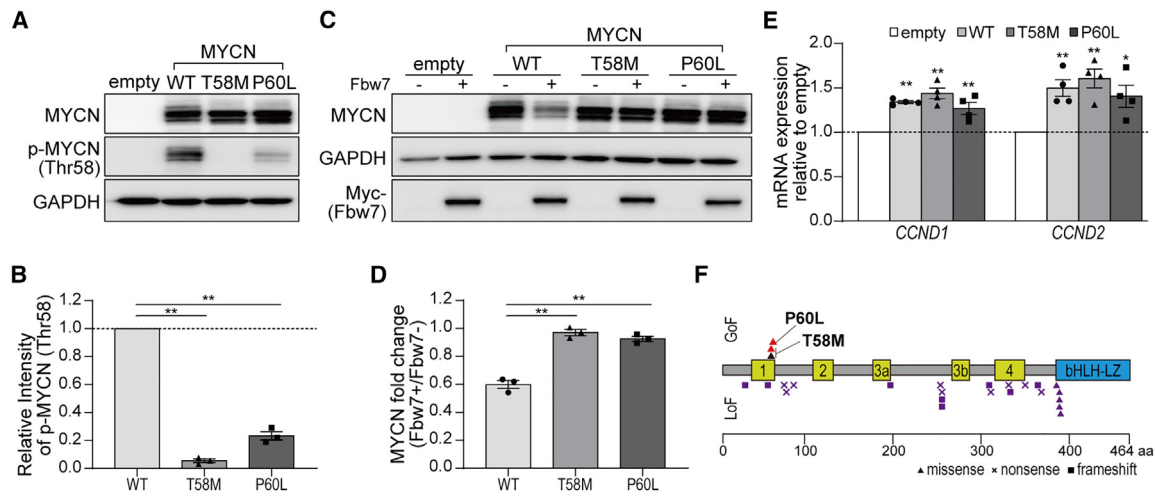 A
MYCN
empty WT T58M P60L
MYCN
p-MYCN
(Thr58)
GAPDH
B
Relative Intensity
of p-MYCN (Thr58)
1.2
1.0
0.8
0.6
0.4
0.2
0.0
**
**
WT T58M P60L
C
MYCN
empty WT T58M P60L
Fbw7 - + - + - + - +
MYCN
GAPDH
Myc-
(Fbw7)
D
MYCN fold change
(Fbw7+/Fbw7-)
1.2
1.0
0.8
0.6
0.4
0.2
0.0
**
**
WT T58M P60L
E
empty WT T58M P60L
mRNA expression
relative to empty
2.0
1.5
1.0
0.5
0.0
** ** ** ** ** *
CCND1 CCND2
F
GoF
P60L
T58M
1 2 3a 3b 4 bHLH-LZ
LoF
0 100 200 300 400 464 aa
missense nonsense frameshift